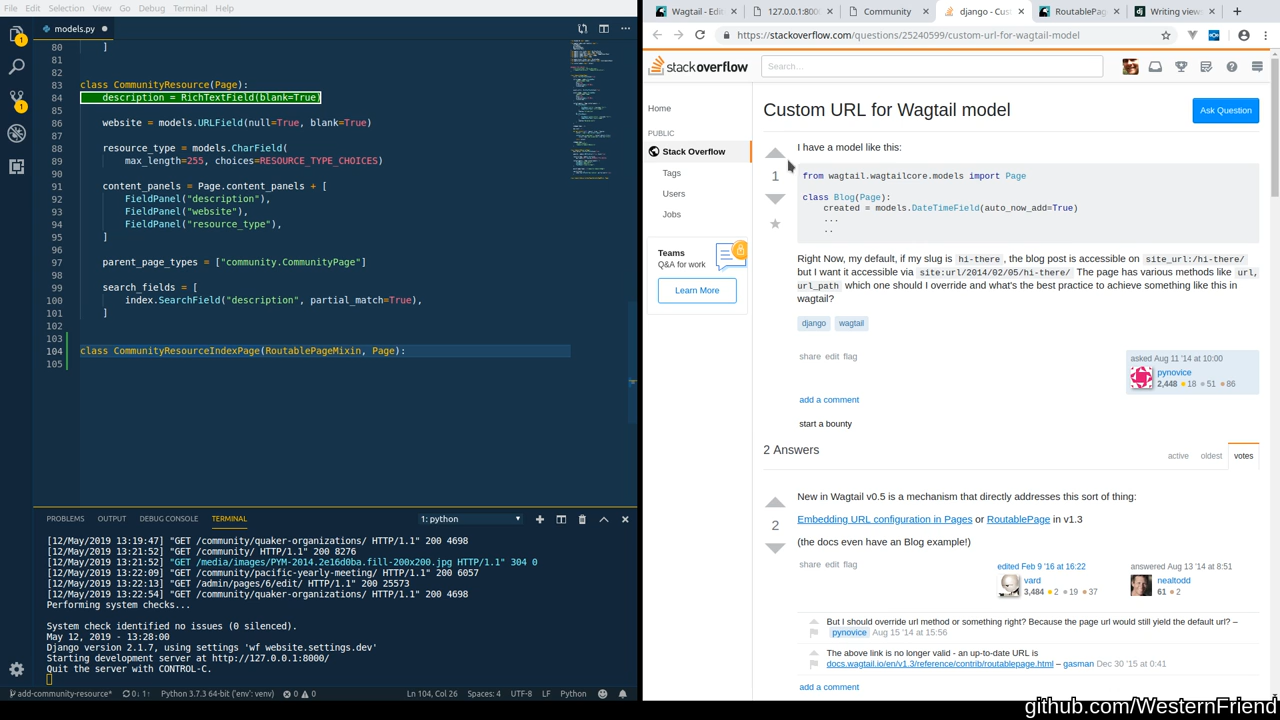 File Edit Selection View Go Debug Terminal Help
models.py
80 ]
81
82
83 class CommunityResource(Page):
84 description = RichTextField(blank=True)
85
86 website = models.URLField(null=True, blank=True)
87
88 resource_type = models.CharField(
89 max_length=255, choices=RESOURCE_TYPE_CHOICES)
90
91 content_panels = Page.content_panels + [
92 FieldPanel("description"),
93 FieldPanel("website"),
94 FieldPanel("resource_type"),
95 ]
96
97 parent_page_types = ["community.CommunityPage"]
98
99 search_fields = [
100 index.SearchField("description", partial_match=True),
101 ]
102
103
104 class CommunityResourceIndexPage(RoutablePageMixin, Page):
105
PROBLEMS OUTPUT DEBUG CONSOLE TERMINAL 1: python
[12/May/2019 13:19:47] "GET /community/quaker-organizations/ HTTP/1.1" 200 4698
[12/May/2019 13:21:52] "GET /community/ HTTP/1.1" 200 8276
[12/May/2019 13:21:52] "GET /media/images/PYM-2014.2e16d0ba.fill-200x200.jpg HTTP/1.1" 304 0
[12/May/2019 13:22:09] "GET /community/pacific-yearly-meeting/ HTTP/1.1" 200 6057
[12/May/2019 13:22:13] "GET /admin/pages/6/edit/ HTTP/1.1" 200 25573
[12/May/2019 13:22:54] "GET /community/quaker-organizations/ HTTP/1.1" 200 4698
Performing system checks...
System check identified no issues (0 silenced).
May 12, 2019 - 13:28:00
Django version 2.1.7, using settings 'wf_website.settings.dev'
Starting development server at http://127.0.0.1:8000/
Quit the server with CONTROL-C.
add-community-resource* 0↓ 1↑ Python 3.7.3 64-bit ('env': venv) 0 0 Ln 104, Col 26 Spaces: 4 UTF-8 LF Python
Wagtail - Edi 127.0.0.1:800 Community django - Cus RoutablePag Writing view
https://stackoverflow.com/questions/25240599/custom-url-for-wagtail-model
stackoverflow Search...
Home
PUBLIC
Stack Overflow
Tags
Users
Jobs
Teams
Q&A for work
Learn More
Custom URL for Wagtail model
Ask Question
1
I have a model like this:
from wagtail.wagtailcore.models import Page
class Blog(Page):
created = models.DateTimeField(auto_now_add=True)
...
..
Right Now, my default, if my slug is hi-there , the blog post is accessible on site_url:/hi-there/
but I want it accessible via site:url/2014/02/05/hi-there/ The page has various methods like url,
url_path which one should I override and what's the best practice to achieve something like this in
wagtail?
django wagtail
share edit flag
asked Aug 11 '14 at 10:00
pynovice
2,448 18 51 86
add a comment
start a bounty
2 Answers
active oldest votes
2
New in Wagtail v0.5 is a mechanism that directly addresses this sort of thing:
Embedding URL configuration in Pages or RoutablePage in v1.3
(the docs even have an Blog example!)
share edit flag
edited Feb 9 '16 at 16:22
vard
3,484 2 19 37
answered Aug 13 '14 at 8:51
nealtodd
61 2
But I should override url method or something right? Because the page url would still yield the default url? –
pynovice Aug 15 '14 at 15:56
The above link is no longer valid - an up-to-date URL is
docs.wagtail.io/en/v1.3/reference/contrib/routablepage.html – gasman Dec 30 '15 at 0:41
add a comment
github.com/WesternFriend